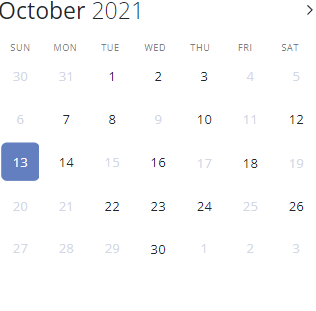 October 2021
SUN MON TUE WED THU FRI SAT
30 31 1 2 3 4 5
6 7 8 9 10 11 12
13 14 15 16 17 18 19
20 21 22 23 24 25 26
27 28 29 30 1 2 3